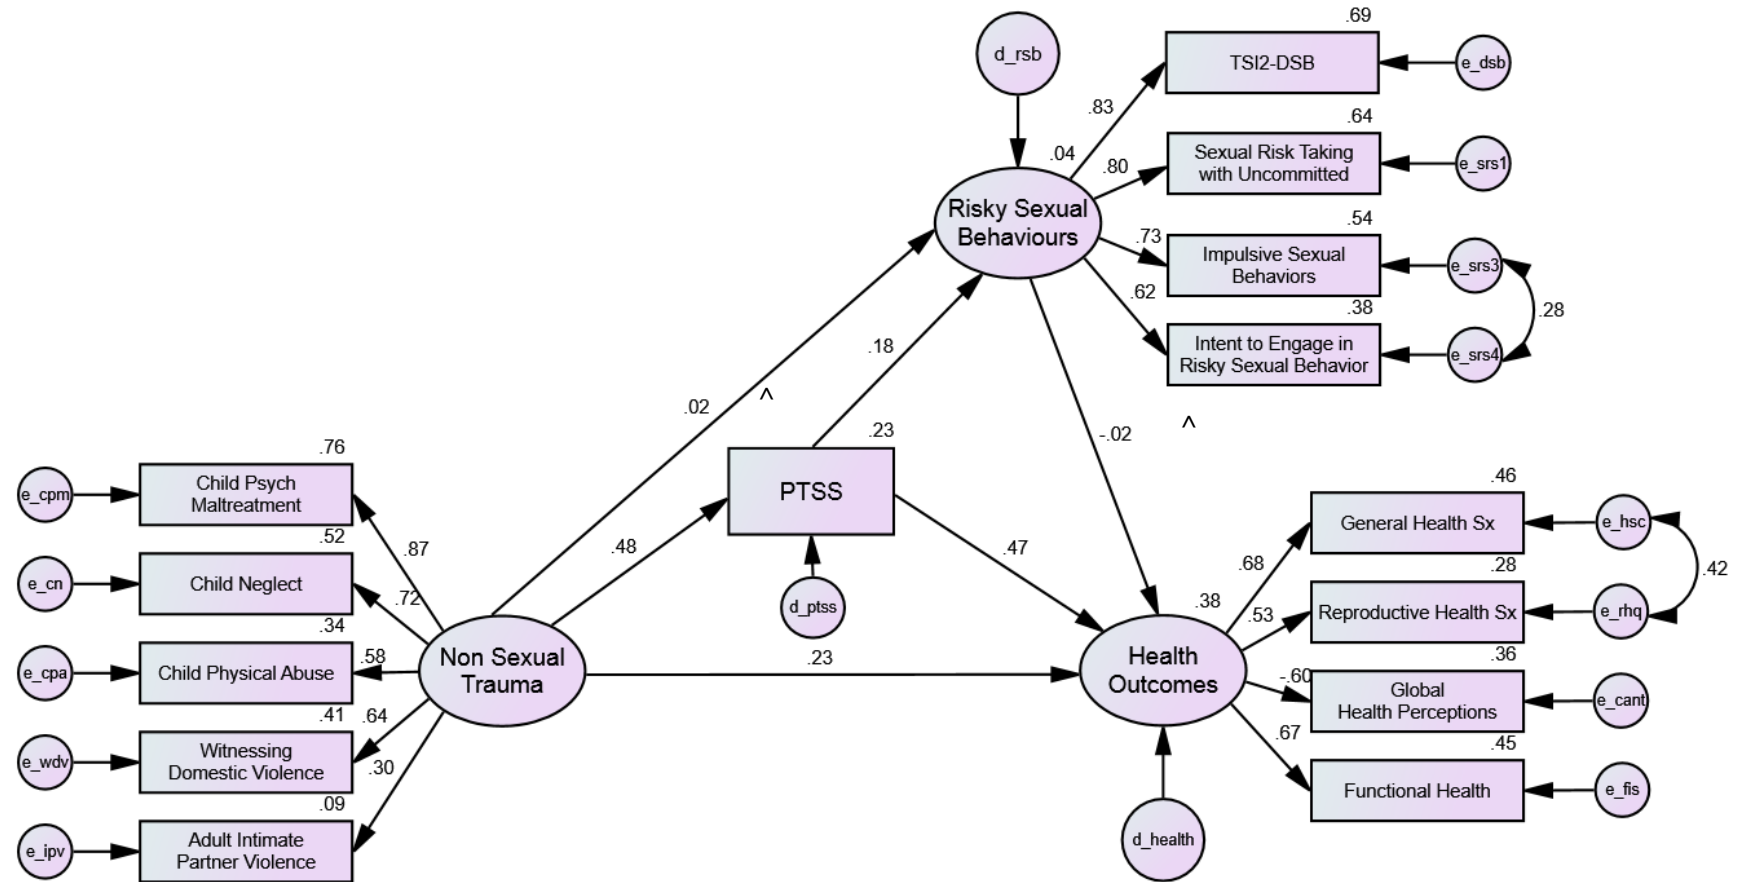 .69
d_rsb
TSI2-DSB
e_dsb
.83
.64
.04
.80
Sexual Risk Taking
with Uncommitted
e_srs1
Risky Sexual
Behaviours
.54
.73
Impulsive Sexual
Behaviors
e_srs3
.62
.38
.28
Intent to Engage in
Risky Sexual Behavior
e_srs4
.18
^
.02
^
-.02
.23
.76
PTSS
e_cpm
Child Psych
Maltreatment
.46
General Health Sx
e_hsc
.52
.87
.48
.47
.68
.28
.42
e_cn
Child Neglect
.72
d_ptss
.38
.53
Reproductive Health Sx
e_rhq
.34
.58
Non Sexual
Trauma
.23
Health
Outcomes
.36
e_cpa
Child Physical Abuse
-.60
Global
Health Perceptions
e_cant
.41
.64
.67
.45
e_wdv
Witnessing
Domestic Violence
.30
Functional Health
e_fis
.09
d_health
e_ipv
Adult Intimate
Partner Violence